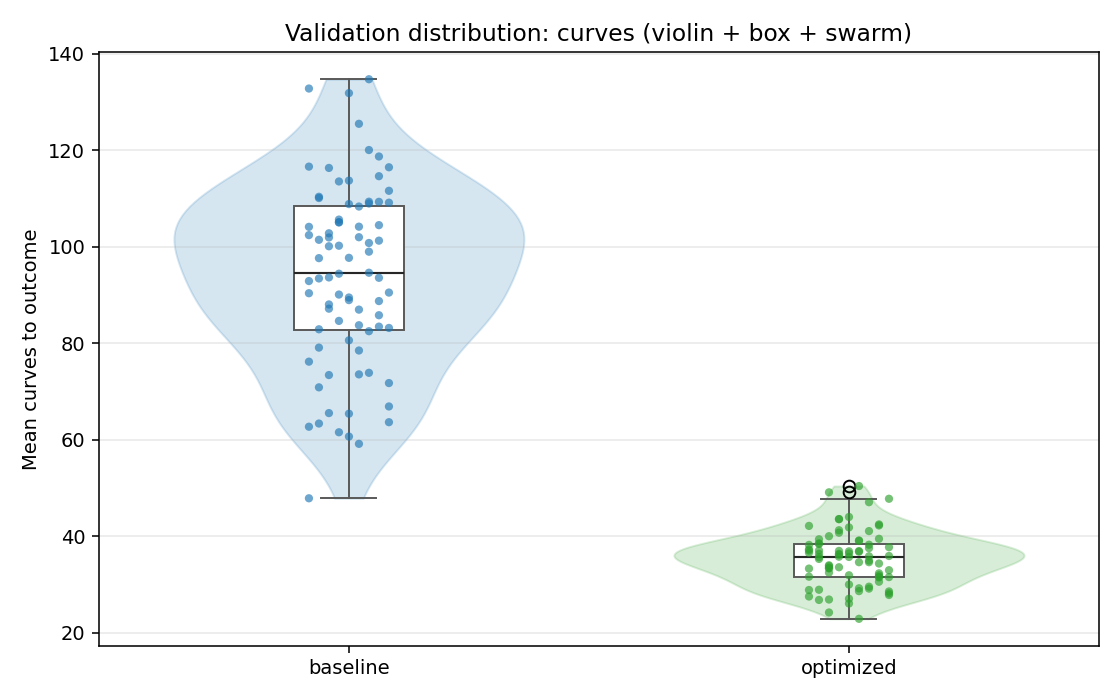 Validation distribution: curves (violin + box + swarm)
Mean curves to outcome
140
120
100
80
60
40
20
baseline
optimized